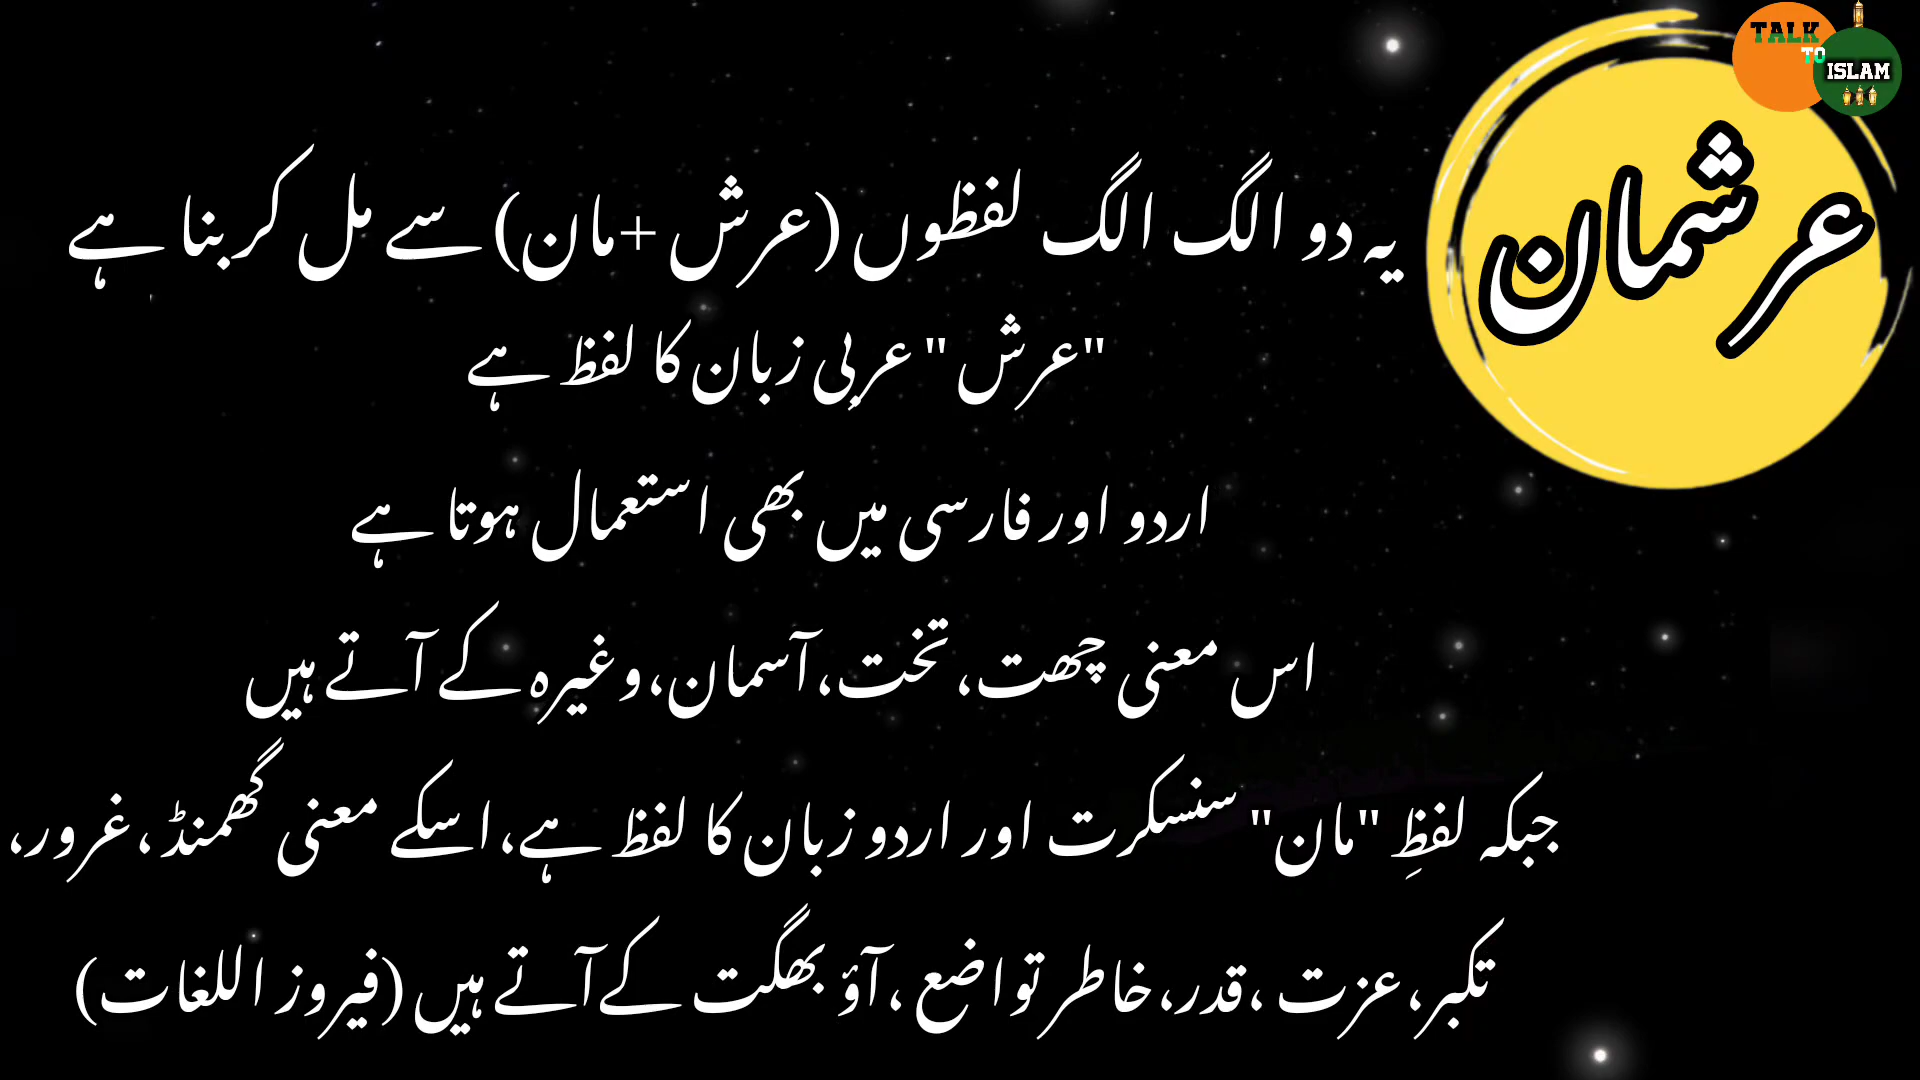 TALK
TO
ISLAM
عرشمان
یہ دو الگ الگ لفظوں (عرش +مان) سے مل کر بنا ہے
"عرش" عربی زبان کا لفظ ہے
اردو اور فارسی میں بھی استعمال ہوتا ہے
اس معنی چھت، تخت،آسمان،وغیرہ کے آتے ہیں
جبکہ لفظِ "مان" سنسکرت اور اردو زبان کا لفظ ہے،اسکے معنی گھمنڈ،غرور،
تکبر،عزت ،قدر،خاطر تواضع ،آؤ بھگت کے آتے ہیں (فیروز اللغات)